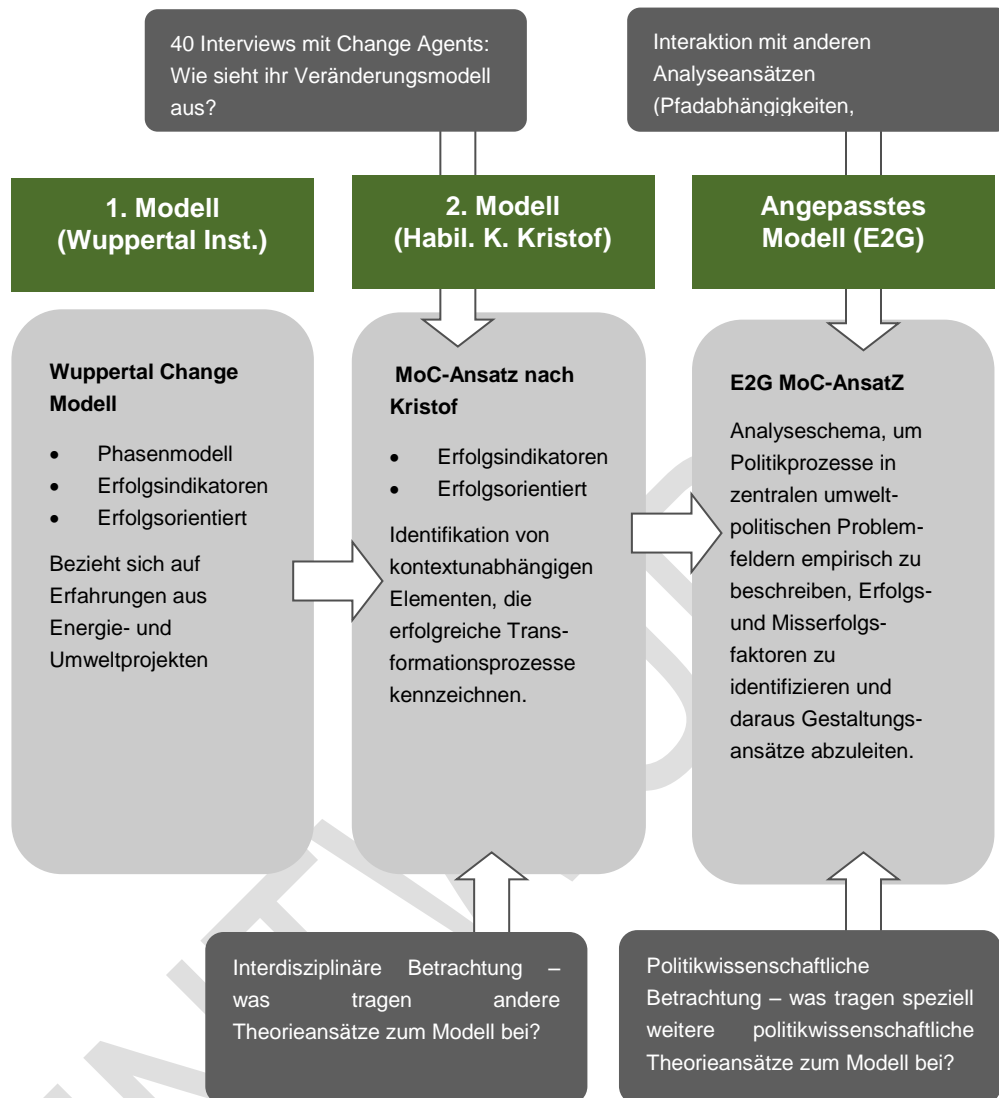 40 Interviews mit Change Agents:
Wie sieht ihr Veränderungsmodell
aus?
Interaktion mit anderen
Analyseansätzen
(Pfadabhängigkeiten,
1. Modell
(Wuppertal Inst.)
2. Modell
(Habil. K. Kristof)
Angepasstes
Modell (E2G)
Wuppertal Change
Modell
• Phasenmodell
• Erfolgsindikatoren
• Erfolgsorientiert
Bezieht sich auf
Erfahrungen aus
Energie- und
Umweltprojekten
MoC-Ansatz nach
Kristof
• Erfolgsindikatoren
• Erfolgsorientiert
Identifikation von
kontextunabhängigen
Elementen, die
erfolgreiche Trans-
formationsprozesse
kennzeichnen.
E2G MoC-AnsatZ
Analyseschema, um
Politikprozesse in
zentralen umwelt-
politischen Problem-
feldern empirisch zu
beschreiben, Erfolgs-
und Misserfolgs-
faktoren zu
identifizieren und
daraus Gestaltungs-
ansätze abzuleiten.
Interdisziplinäre Betrachtung –
was tragen andere
Theorieansätze zum Modell bei?
Politikwissenschaftliche
Betrachtung – was tragen speziell
weitere politikwissenschaftliche
Theorieansätze zum Modell bei?